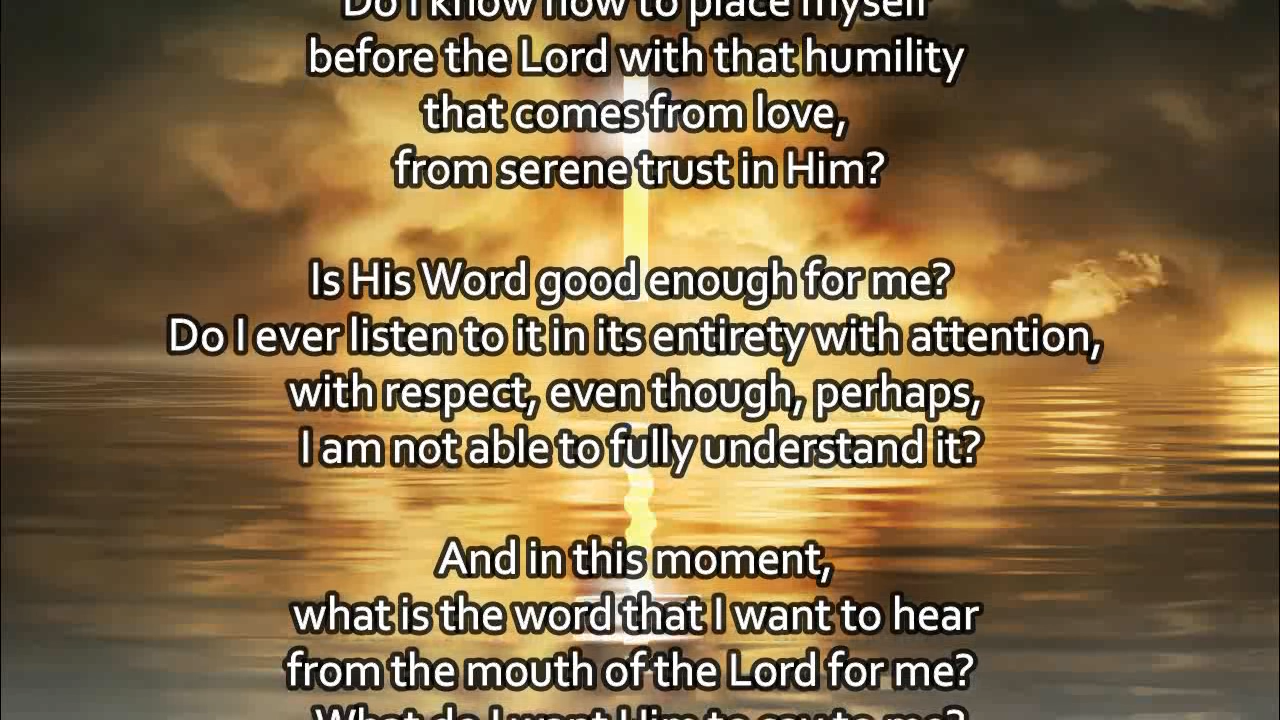 Do I know how to place myself
before the Lord with that humility
that comes from love,
from serene trust in Him?
Is His Word good enough for me?
Do I ever listen to it in its entirety with attention,
with respect, even though, perhaps,
I am not able to fully understand it?
And in this moment,
what is the word that I want to hear
from the mouth of the Lord for me?
What do I want Him to say to me?